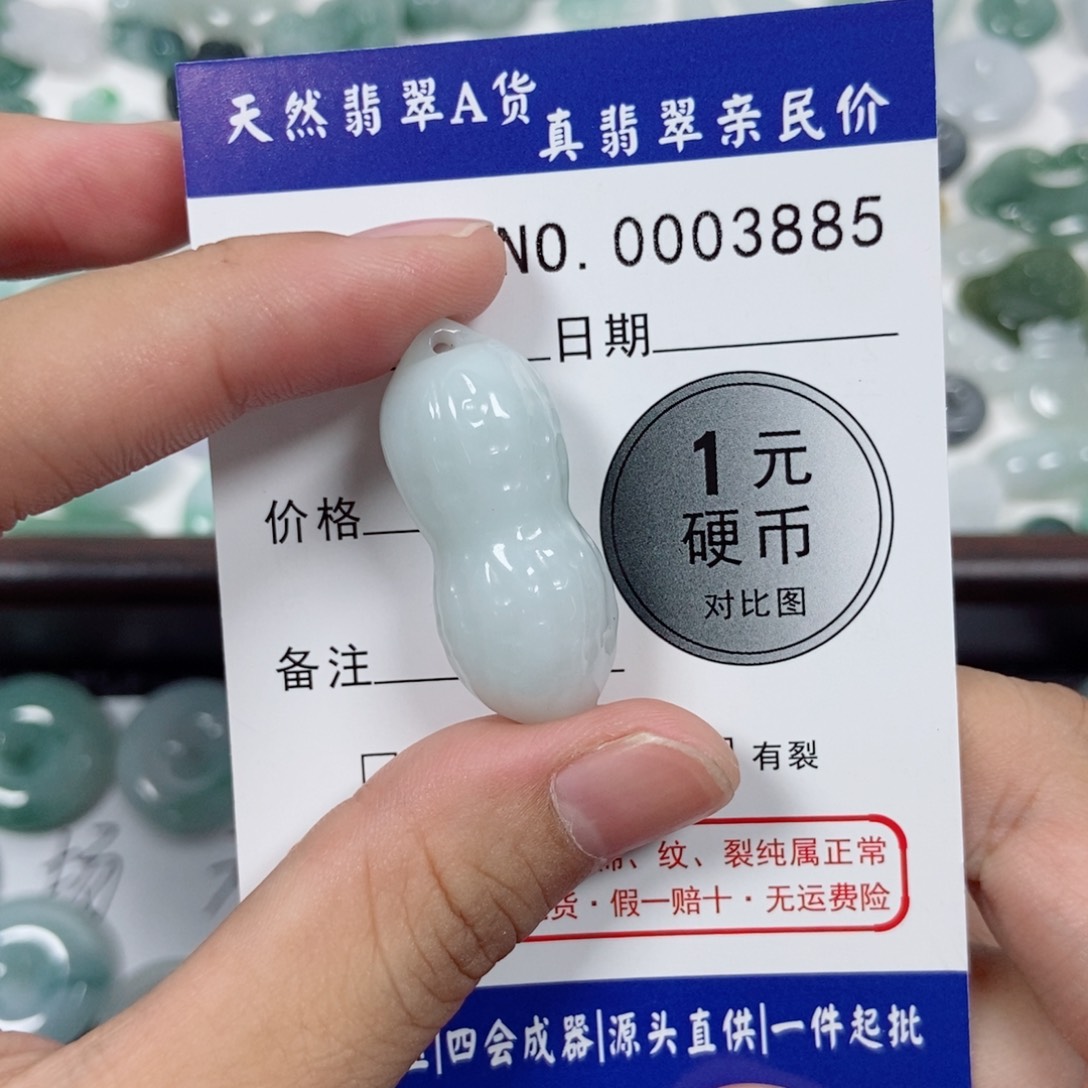 天然翡翠A货
真翡翠亲民价
NO. 0003885
日期
1元
硬币
对比图
价格
备注
有裂
、纹、裂纯属正常
货·假一赔十·无运费险
|四会成器|源头直供|一件起批